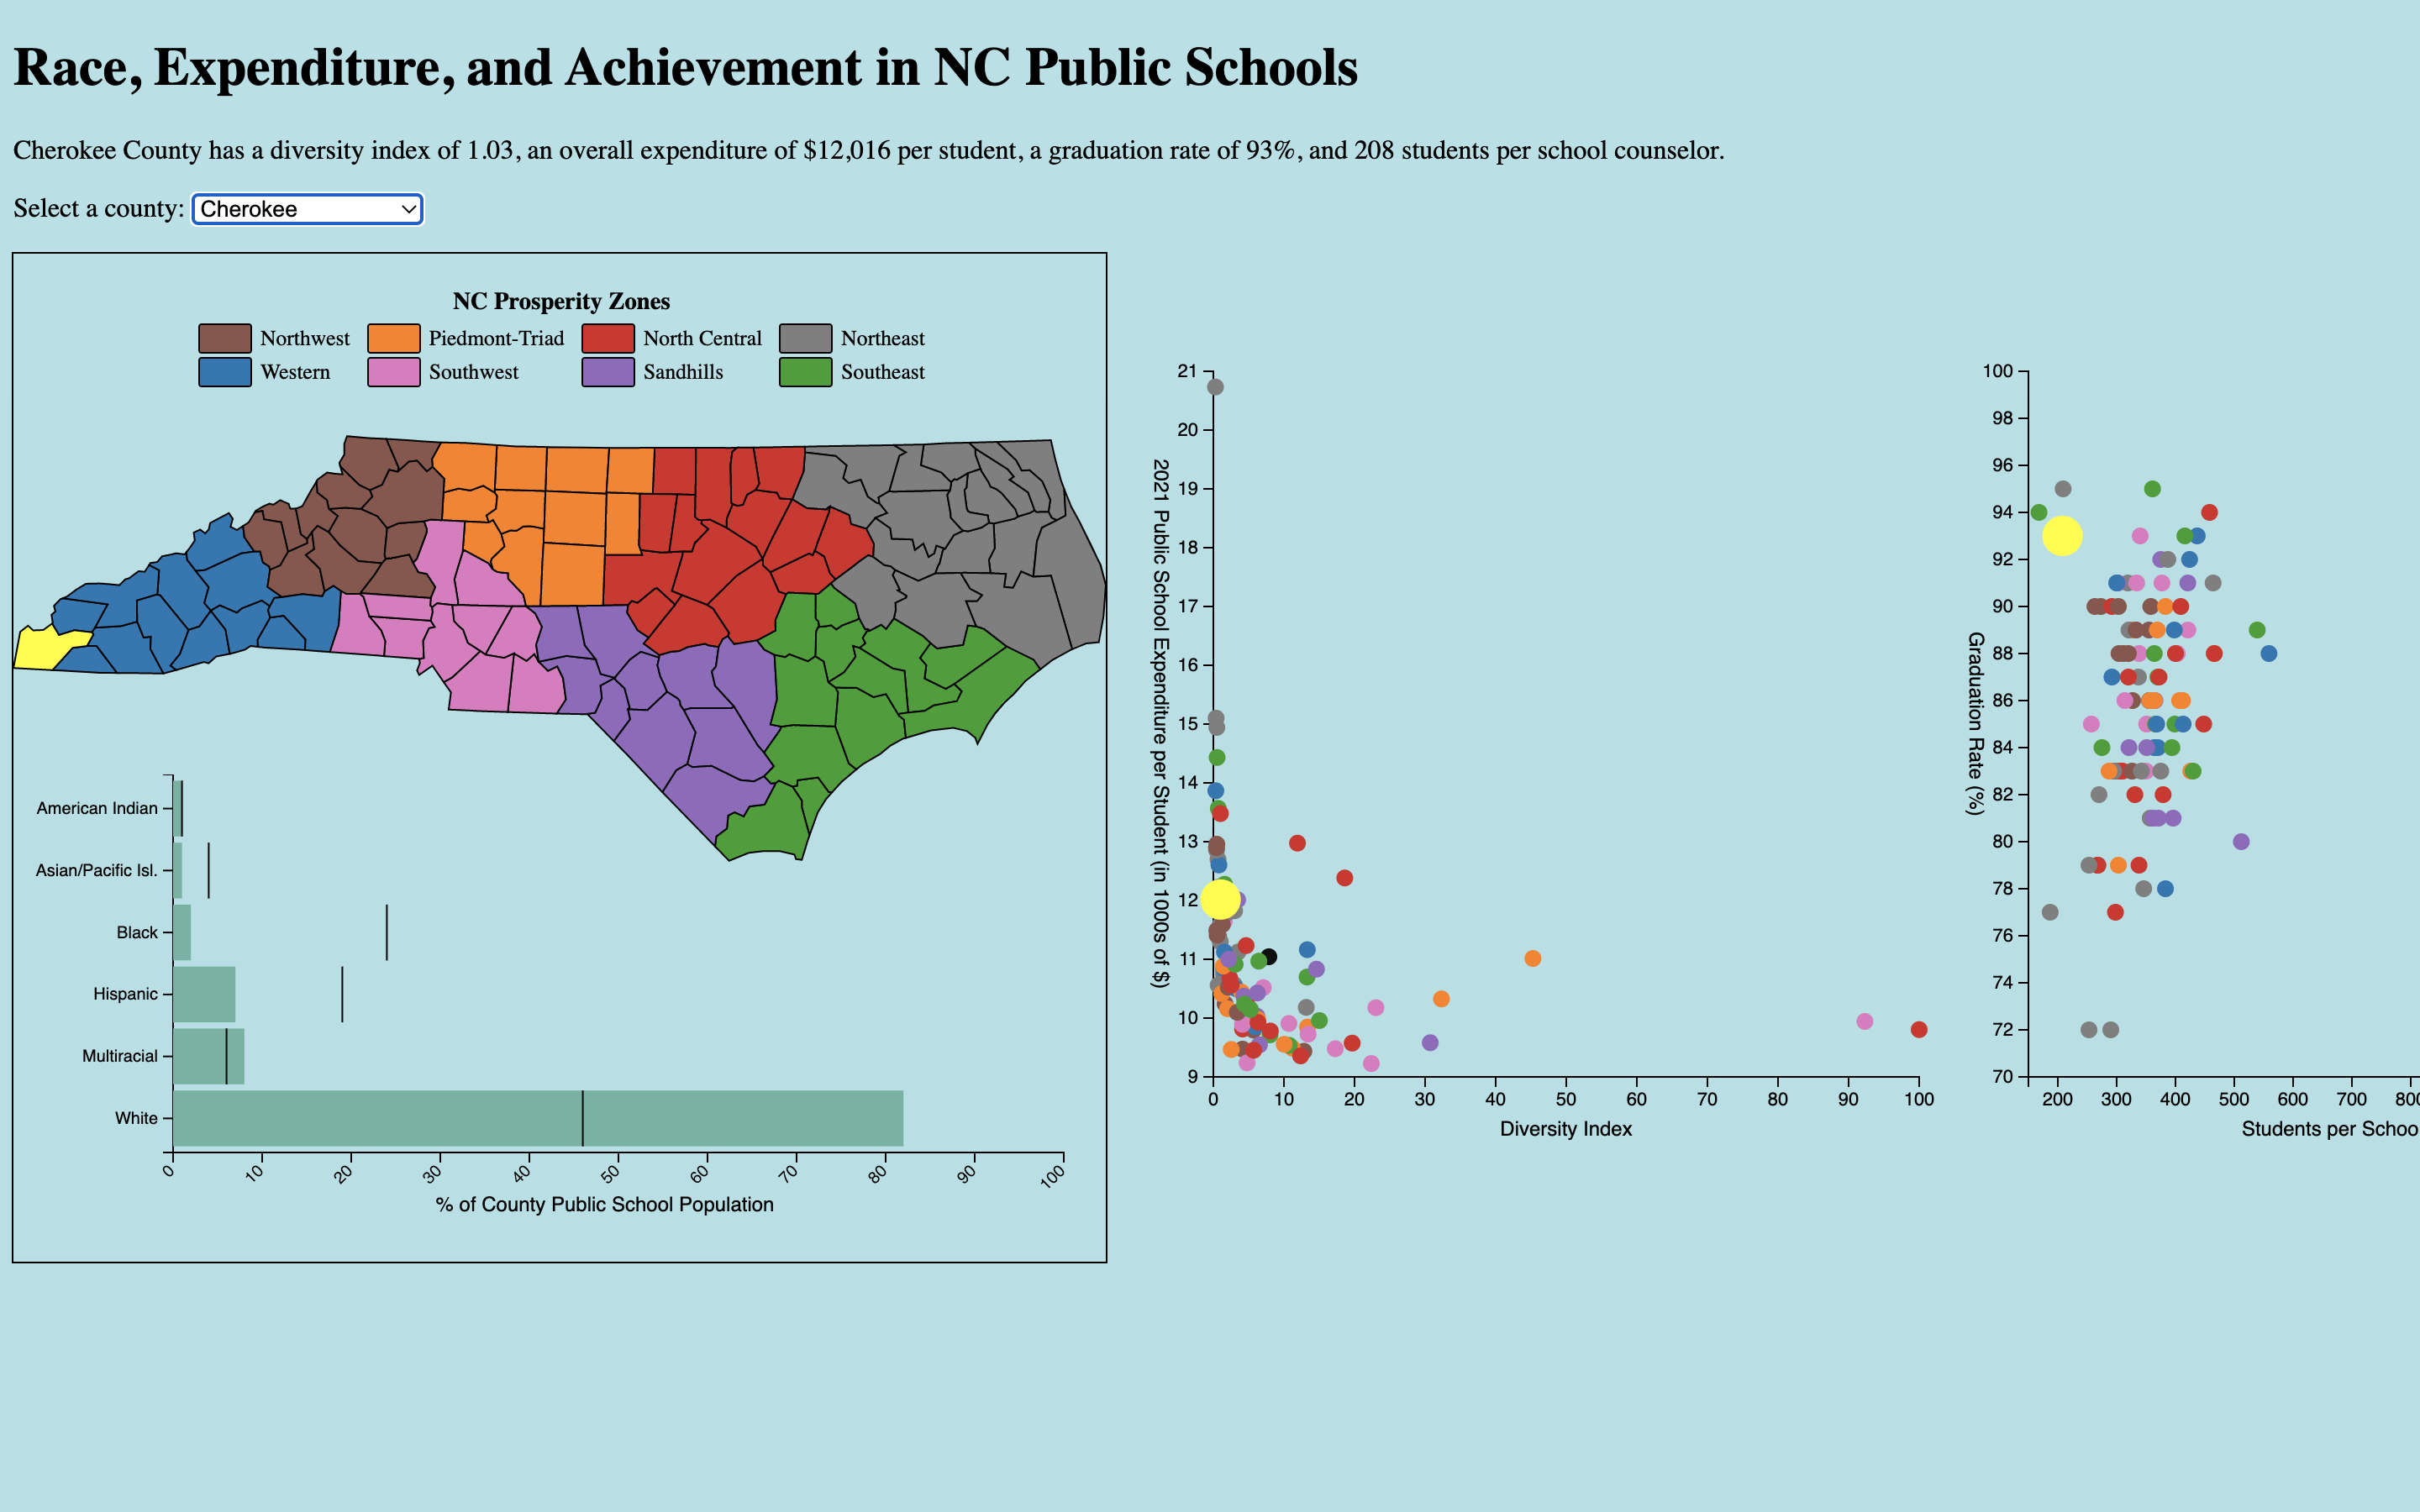 Race, Expenditure, and Achievement in NC Public Schools
Cherokee County has a diversity index of 1.03, an overall expenditure of $12,016 per student, a graduation rate of 93%, and 208 students per school counselor.
Select a county: Cherokee
NC Prosperity Zones
Northwest Piedmont-Triad North Central Northeast
Western Southwest Sandhills Southeast
American Indian
Asian/Pacific Isl.
Black
Hispanic
Multiracial
White
0 10 20 30 40 50 60 70 80 90 100
% of County Public School Population
21
20
19
18
17
16
15
14
13
12
11
10
9
2021 Public School Expenditure per Student (in 1000s of $)
0 10 20 30 40 50 60 70 80 90 100
Diversity Index
100
98
96
94
92
90
88
86
84
82
80
78
76
74
72
70
Graduation Rate (%)
200 300 400 500 600 700 800
Students per Schoo